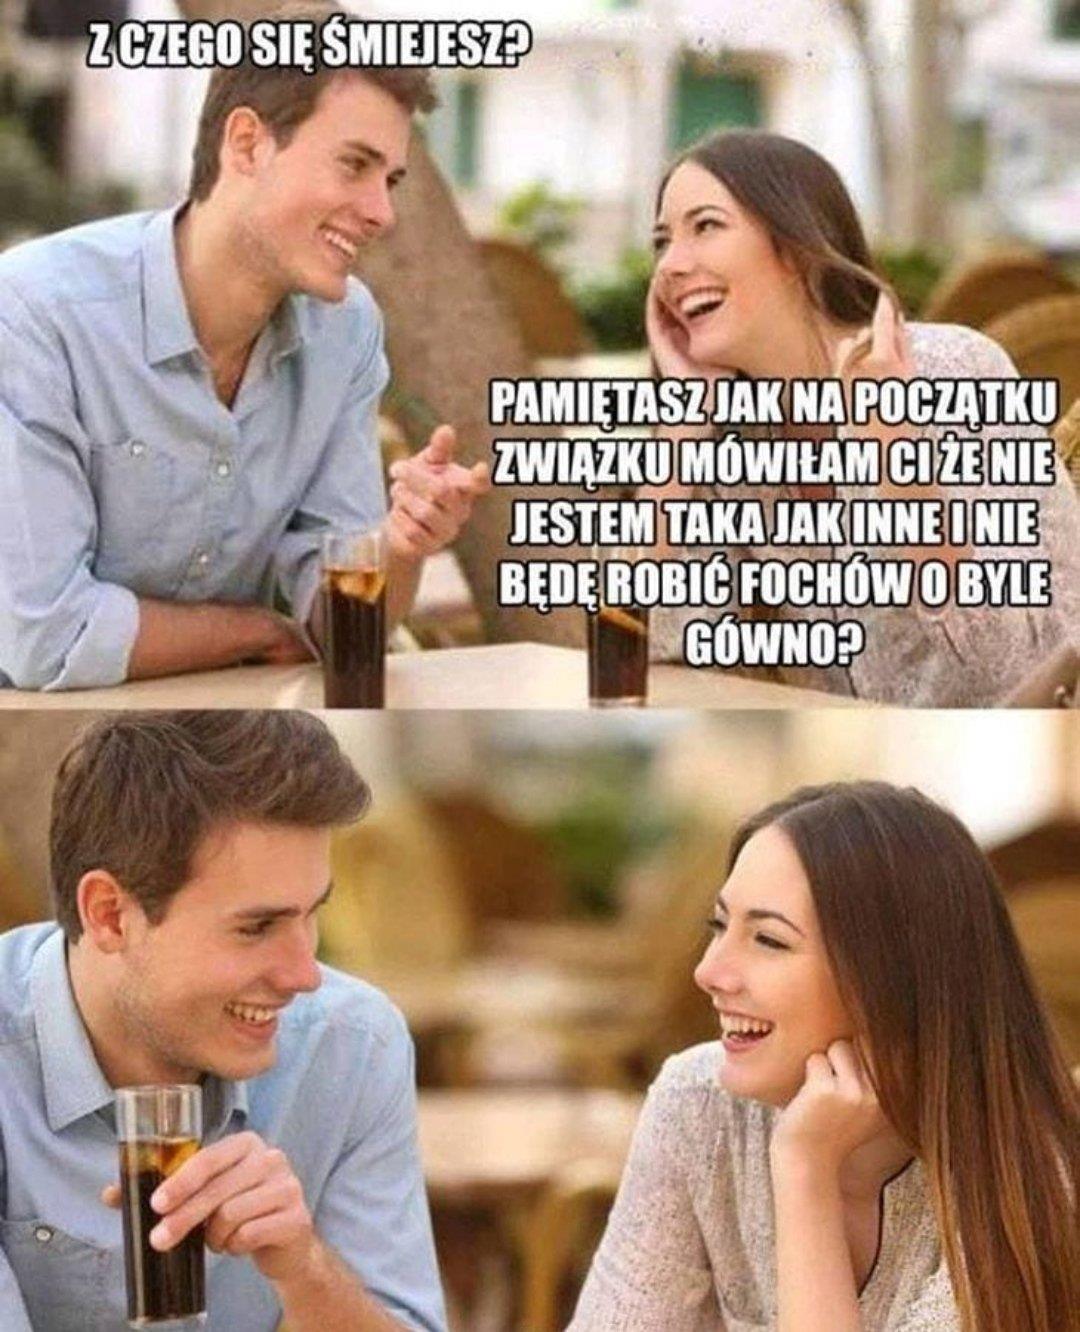 Z CZEGO SIĘ ŚMIEJESZ?
PAMIĘTASZ JAK NA POCZĄTKU
ZWIĄZKU MÓWIŁAM CI ŻE NIE
JESTEM TAKA JAK INNE I NIE
BĘDĘ ROBIĆ FOCHÓW O BYLE
GÓWNO?